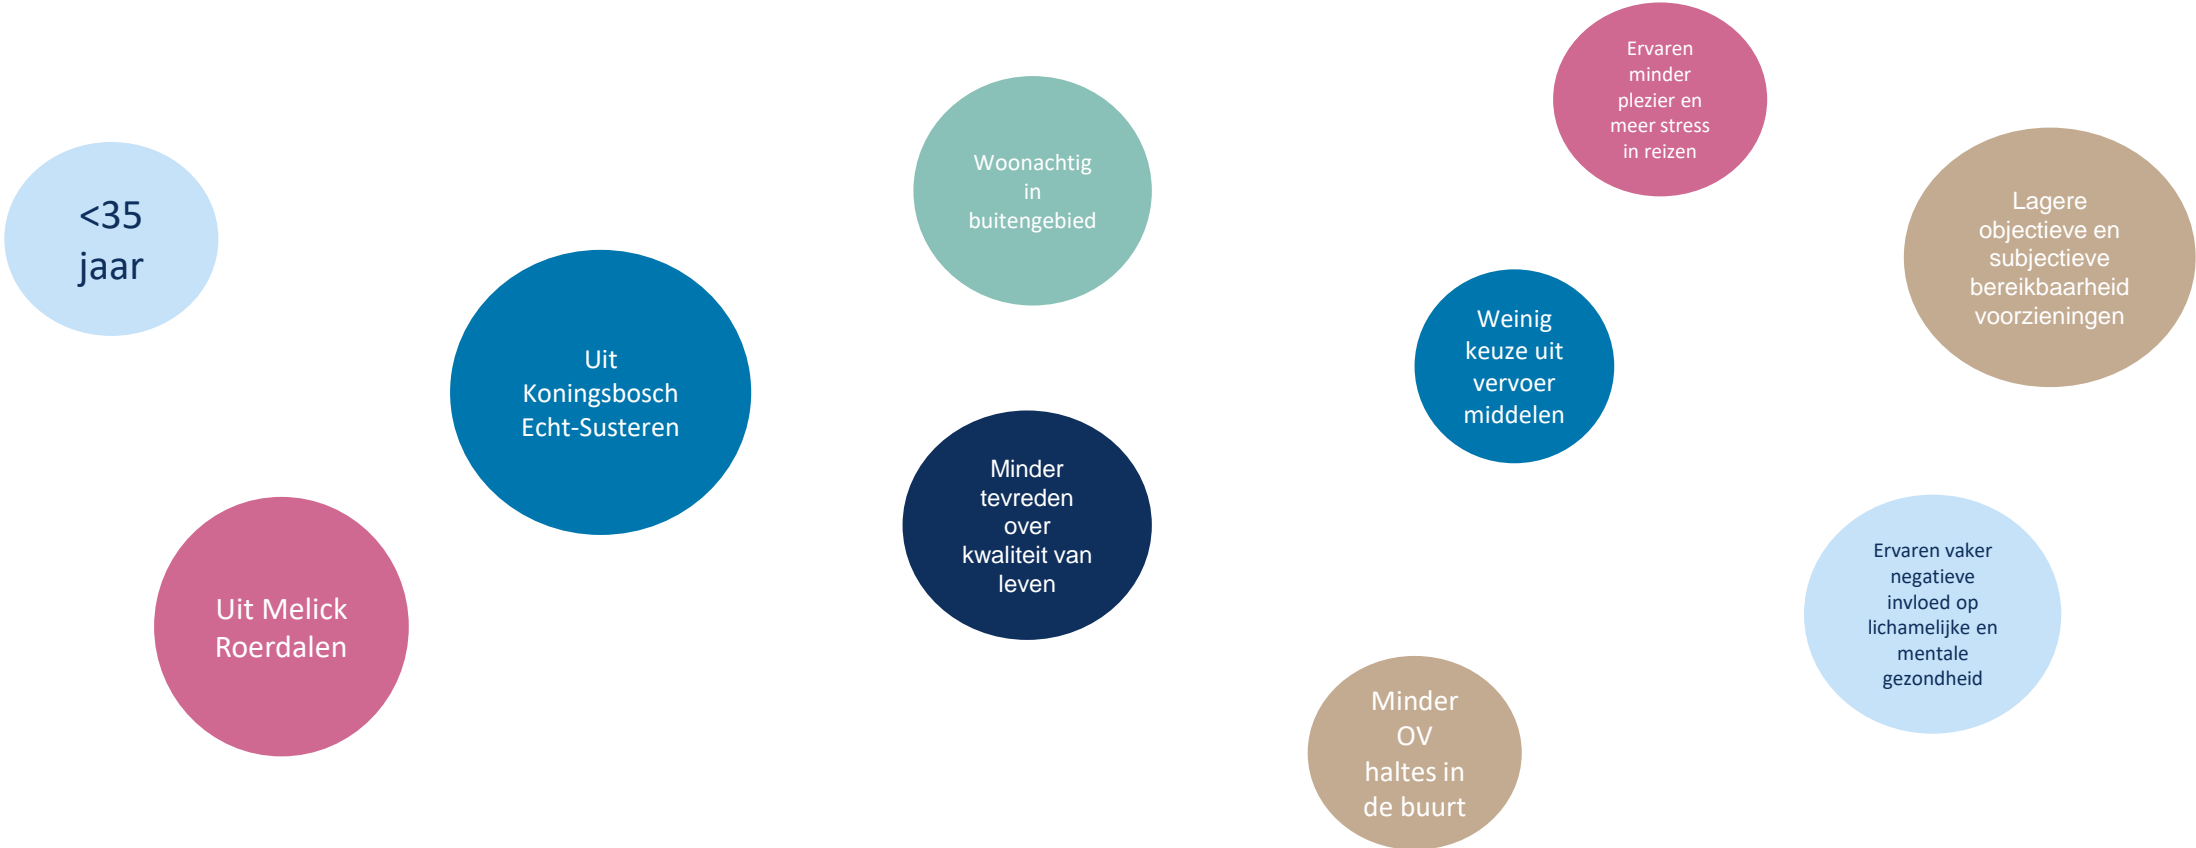 <35
jaar
Uit Melick
Roerdalen
Uit
Koningsbosch
Echt-Susteren
Woonachtig
in
buitengebied
Minder
tevreden
over
kwaliteit van
leven
Ervaren
minder
plezier en
meer stress
in reizen
Weinig
keuze uit
vervoer
middelen
Minder
OV
haltes in
de buurt
Lagere
objectieve en
subjectieve
bereikbaarheid
voorzieningen
Ervaren vaker
negatieve
invloed op
lichamelijke en
mentale
gezondheid